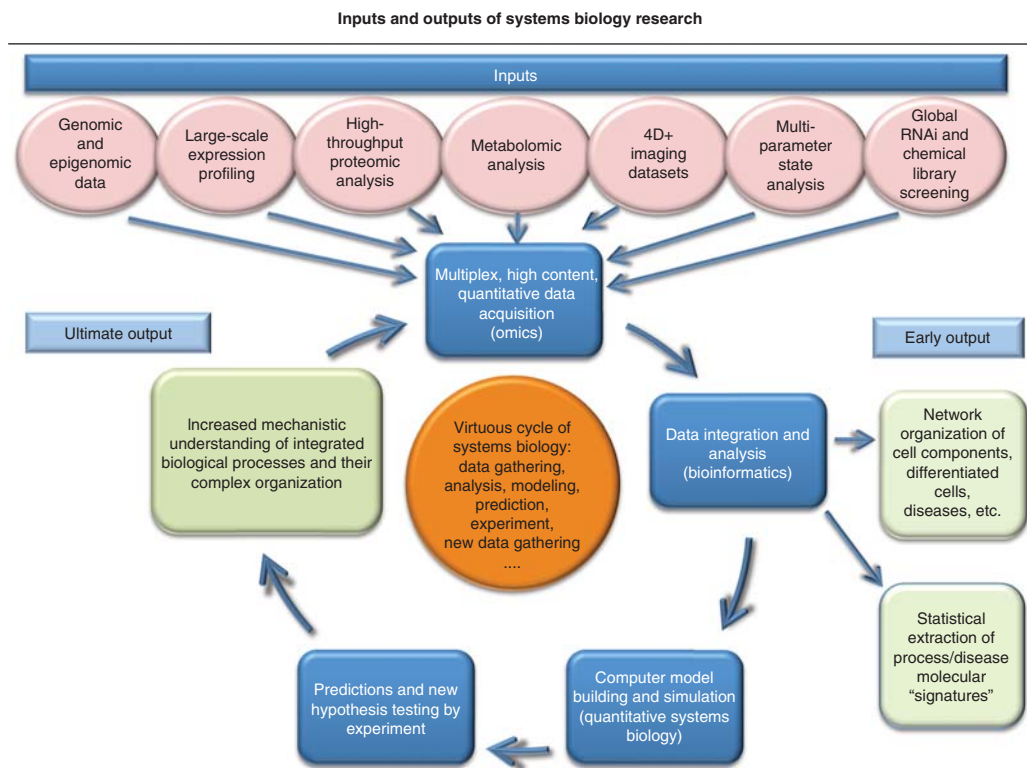 Inputs and outputs of systems biology research
Inputs
Genomic
and
epigenomic
data
Large-scale
expression
profiling
High-
throughput
proteomic
analysis
Metabolomic
analysis
4D+
imaging
datasets
Multi-
parameter
state
analysis
Global
RNAi and
chemical
library
screening
Multiplex, high content,
quantitative data
acquisition
(omics)
Ultimate output
Early output
Increased mechanistic
understanding of integrated
biological processes and their
complex organization
Virtuous cycle of
systems biology:
data gathering,
analysis, modeling,
prediction,
experiment,
new data gathering
....
Data integration and
analysis
(bioinformatics)
Network
organization of
cell components,
differentiated
cells,
diseases, etc.
Statistical
extraction of
process/disease
molecular
“signatures”
Computer model
building and simulation
(quantitative systems
biology)
Predictions and new
hypothesis testing by
experiment